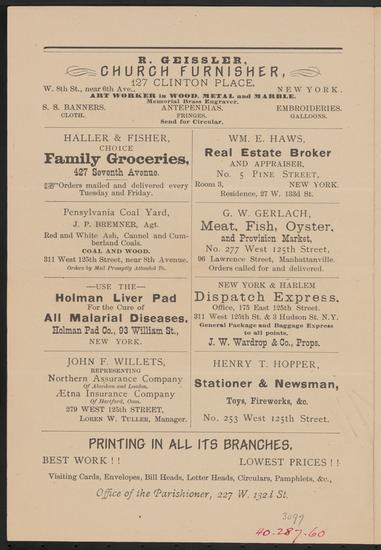 R. GEISSLER,
CHURCH FURNISHER,
127 CLINTON PLACE,
W. 8th St., near 6th Ave., NEW YORK.
ART WORKER in WOOD, METAL and MARBLE.
Memorial Brass Engraver.
S. S. BANNERS. ANTEPENDIAS. EMBROIDERIES.
CLOTH. FRINGES. GALLOONS.
Send for Circular.
HALLER & FISHER,
CHOICE
Family Groceries,
427 Seventh Avenue.
☞Orders mailed and delivered every
Tuesday and Friday.
WM. E. HAWS,
Real Estate Broker
AND APPRAISER,
No. 5 PINE STREET,
Room 3, NEW YORK.
Residence, 27 W. 133d St.
Pensylvania Coal Yard,
J. P. BREMNER, Agt.
Red and White Ash, Cannel and Cum-
berland Coals.
COAL AND WOOD.
311 West 125th Street, near 8th Avenue.
Orders by Mail Promptly Attended To.
G. W. GERLACH,
Meat, Fish, Oyster,
and Provision Market,
No. 277 WEST 125th STREET,
96 Lawrence Street, Manhattanville.
Orders called for and delivered.
—USE THE—
Holman Liver Pad
For the Cure of
All Malarial Diseases.
Holman Pad Co., 93 William St.,
NEW YORK.
NEW YORK & HARLEM
Dispatch Express,
Office, 175 East 125th Street.
311 West 125th St. & 3 Hudson St. N.Y.
General Package and Baggage Express
to all points.
J. W. Wardrop & Co., Props.
JOHN F. WILLETS,
REPRESENTING
Northern Assurance Company
Of Aberdeen and London.
Ætna Insurance Company
Of Hartford, Conn.
279 WEST 125th STREET,
LOREN W. TULLER, Manager.
HENRY T. HOPPER,
Stationer & Newsman,
Toys, Fireworks, &c.
No. 253 West 125th Street.
PRINTING IN ALL ITS BRANCHES.
BEST WORK!! LOWEST PRICES!!
Visiting Cards, Envelopes, Bill Heads, Letter Heads, Circulars, Pamphlets, &c.,
Office of the Parishioner, 227 W. 132d St.
3097
40.287.60